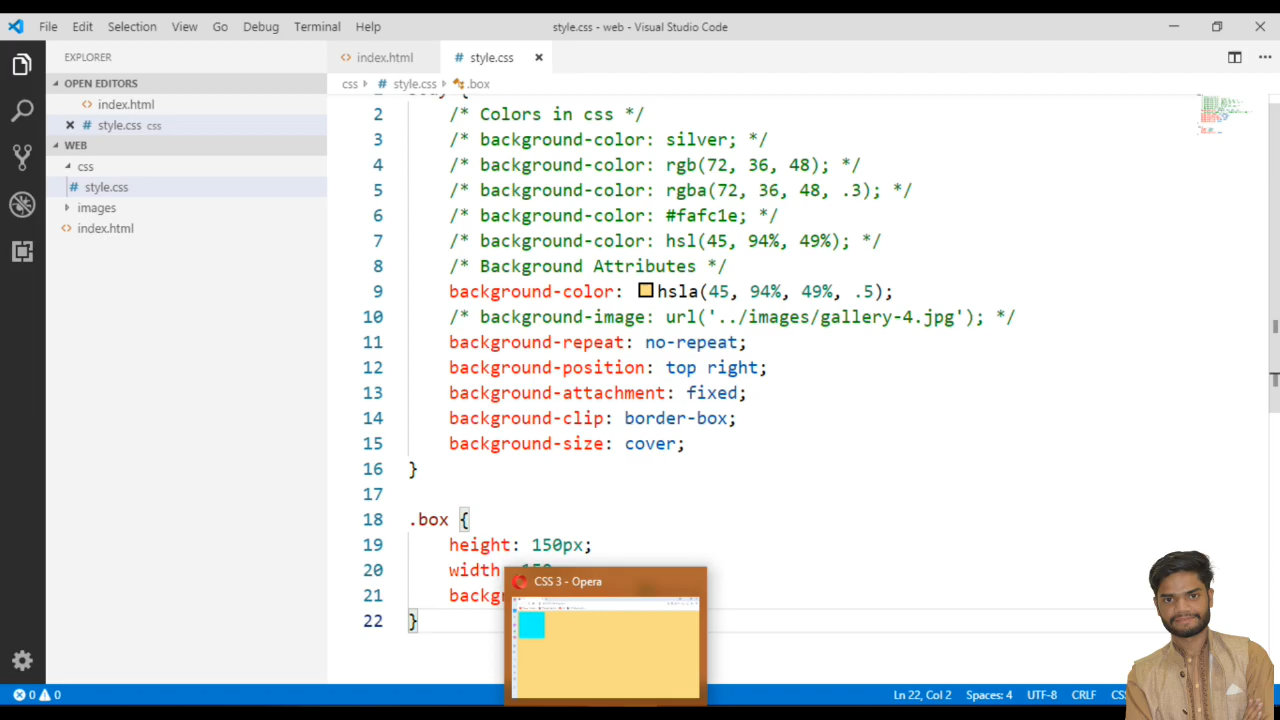 File Edit Selection View Go Debug Terminal Help style.css - web - Visual Studio Code
EXPLORER
OPEN EDITORS
index.html
style.css css
WEB
css
style.css
images
index.html
index.html style.css
css style.css .box
2 /* Colors in css */
3 /* background-color: silver; */
4 /* background-color: rgb(72, 36, 48); */
5 /* background-color: rgba(72, 36, 48, .3); */
6 /* background-color: #fafc1e; */
7 /* background-color: hsl(45, 94%, 49%); */
8 /* Background Attributes */
9 background-color: hsla(45, 94%, 49%, .5);
10 /* background-image: url('../images/gallery-4.jpg'); */
11 background-repeat: no-repeat;
12 background-position: top right;
13 background-attachment: fixed;
14 background-clip: border-box;
15 background-size: cover;
16 }
17
18 .box {
19 height: 150px;
20 width
21 backg
22 }
CSS 3 - Opera
0 0 Ln 22, Col 2 Spaces: 4 UTF-8 CRLF CSS